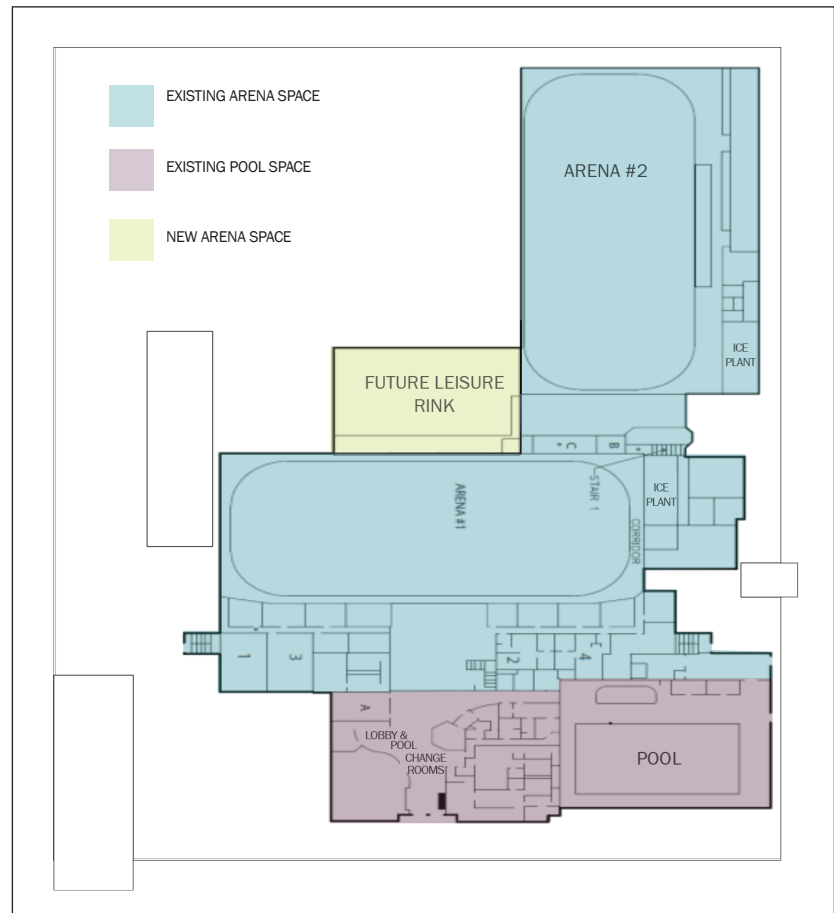 EXISTING ARENA SPACE
EXISTING POOL SPACE
NEW ARENA SPACE
ARENA #2
ICE
PLANT
FUTURE LEISURE
RINK
C
B
ARENA #1
STAIR 1
ICE
PLANT
CORRIDOR
1
3
2
4
A
LOBBY &
POOL
CHANGE
ROOMS
POOL